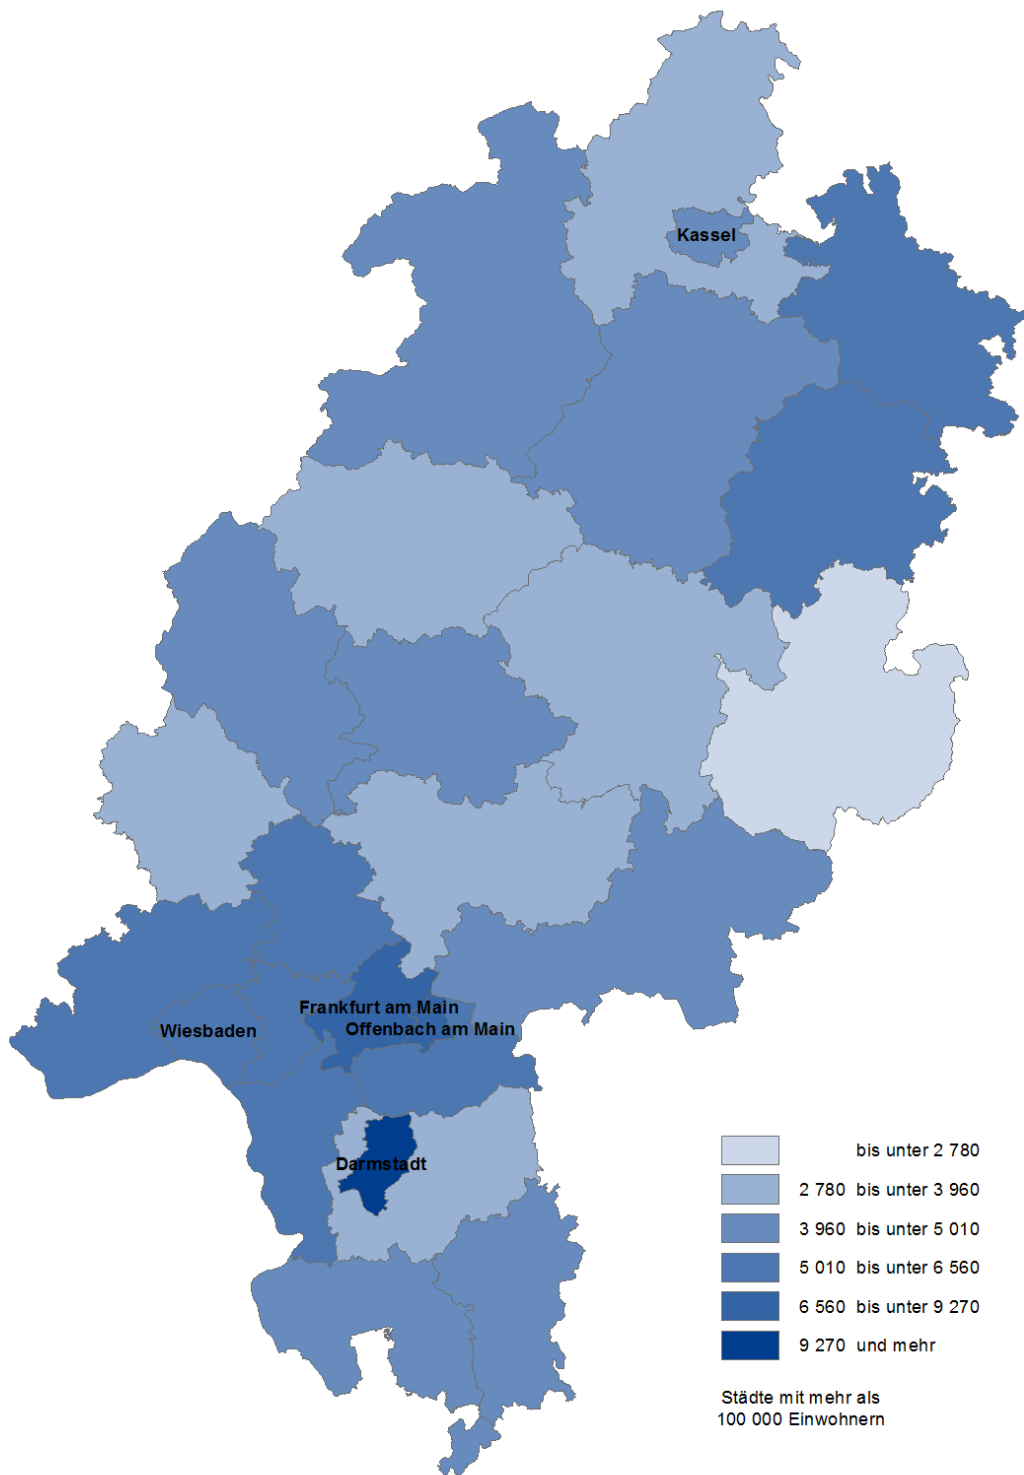 Kassel
Frankfurt am Main
Wiesbaden
Offenbach am Main
Darmstadt
bis unter 2 780
2 780 bis unter 3 960
3 960 bis unter 5 010
5 010 bis unter 6 560
6 560 bis unter 9 270
9 270 und mehr
Städte mit mehr als
100 000 Einwohnern